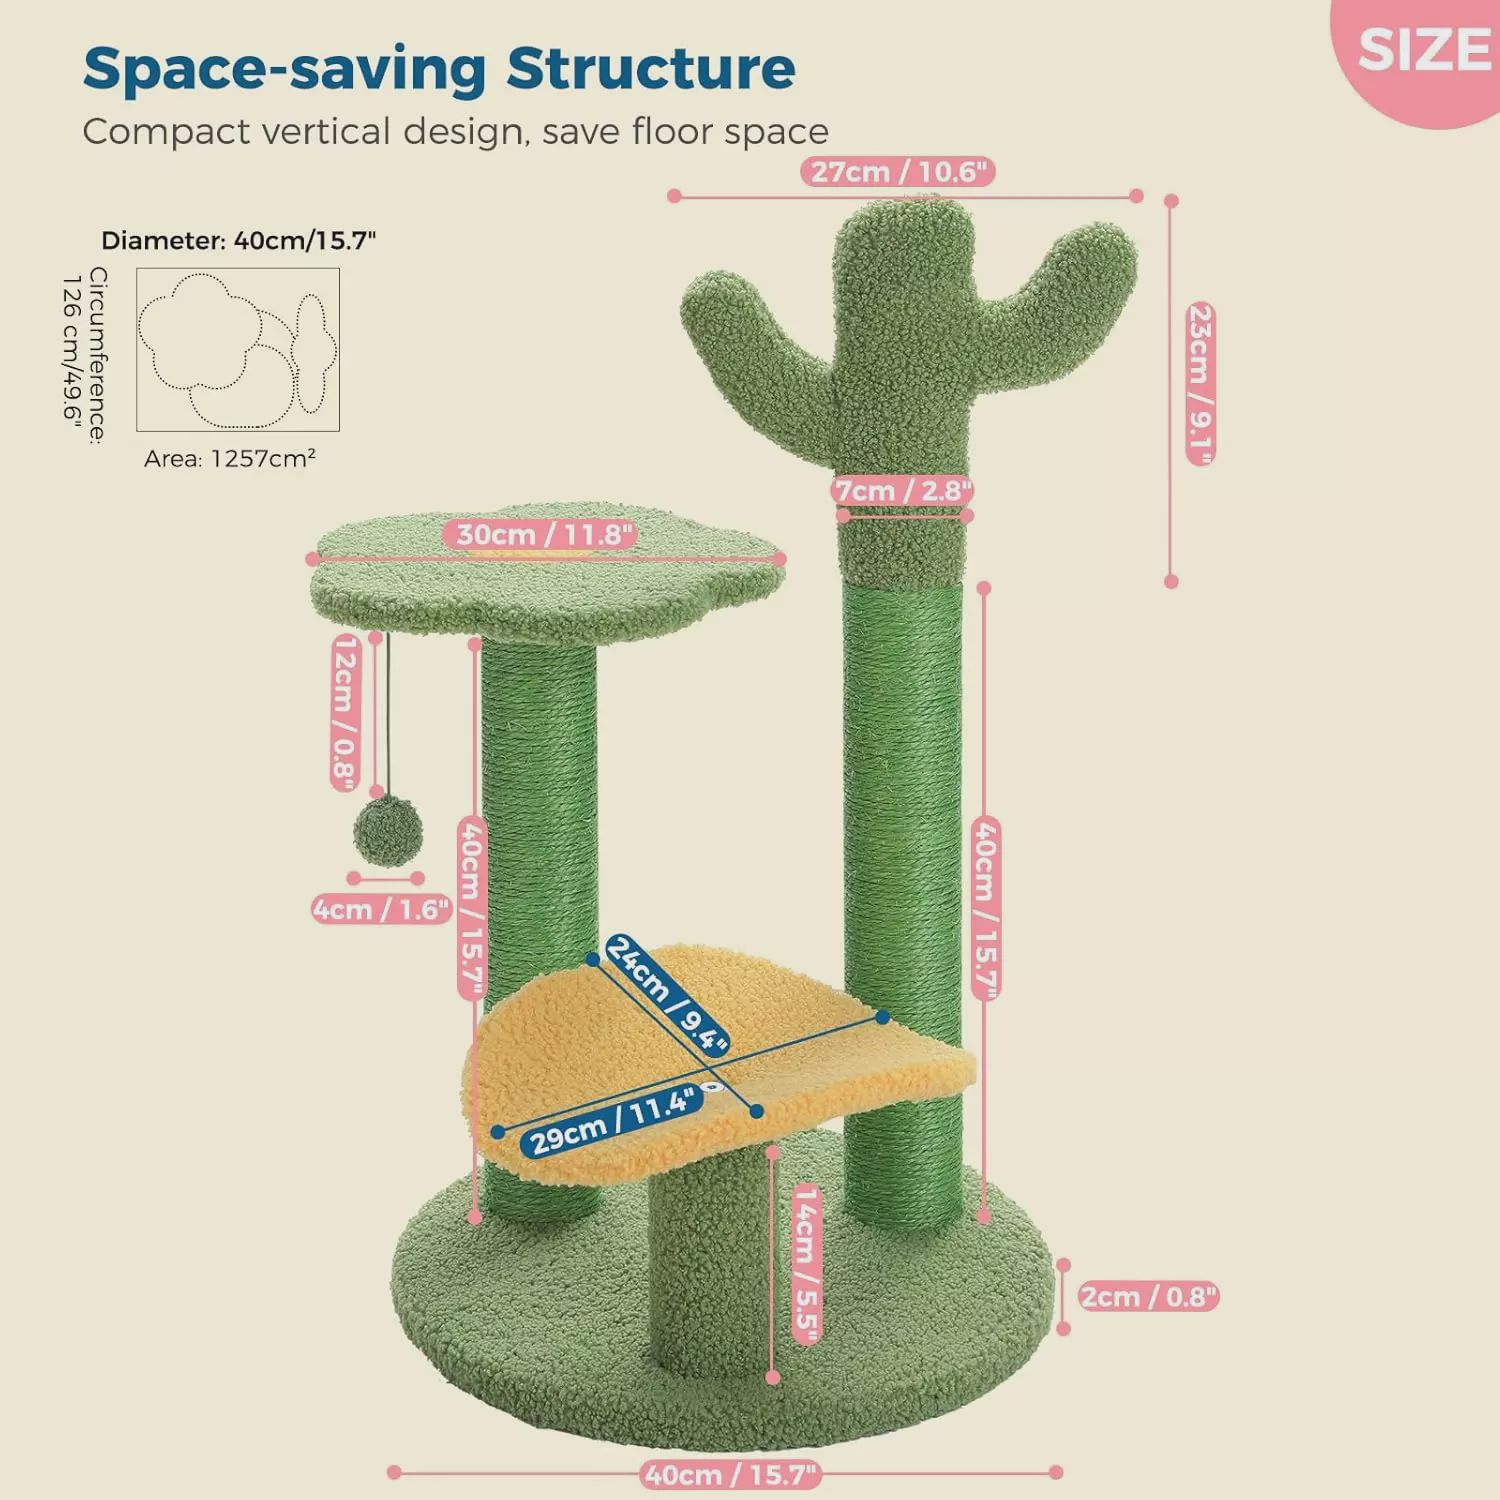 Space-saving Structure
SIZE
Compact vertical design, save floor space
27cm / 10.6"
Diameter: 40cm/15.7"
Circumference:
126 cm/49.6"
Area: 1257cm²
23cm / 9.1"
7cm / 2.8"
30cm / 11.8"
12cm / 0.8"
4cm / 1.6"
40cm / 15.7"
40cm / 15.7"
24cm / 9.4"
29cm / 11.4"
14cm / 5.5"
2cm / 0.8"
40cm / 15.7"